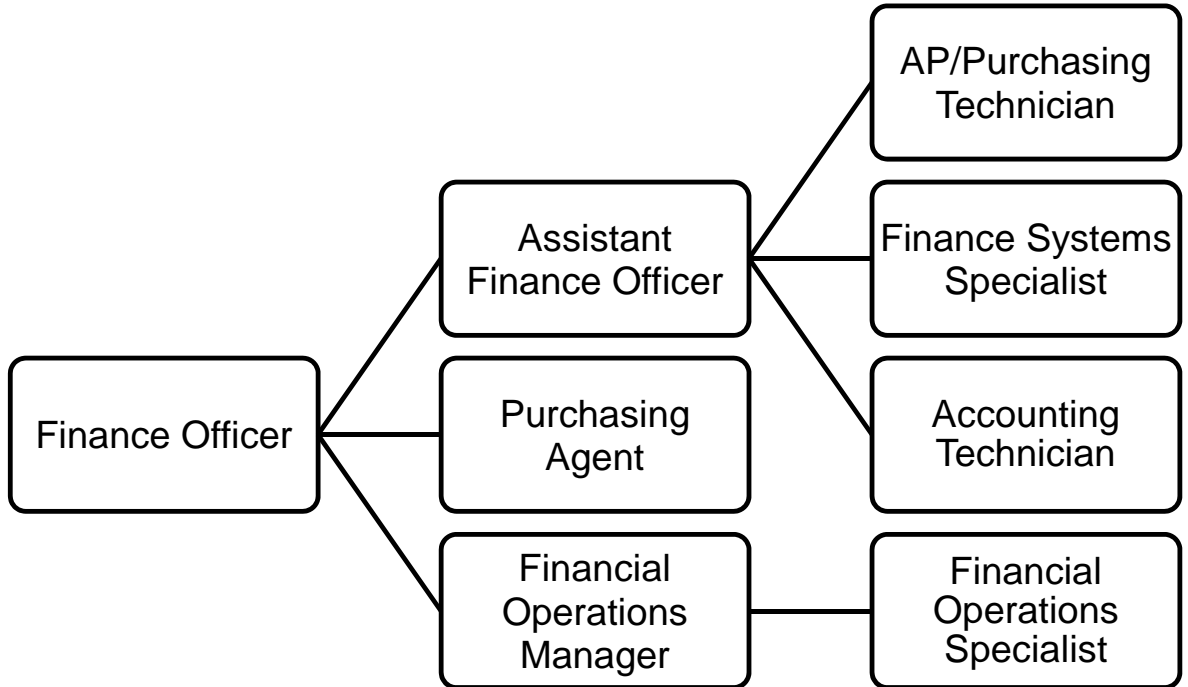 Finance Officer
Assistant
Finance Officer
AP/Purchasing
Technician
Finance Systems
Specialist
Accounting
Technician
Purchasing
Agent
Financial
Operations
Manager
Financial
Operations
Specialist